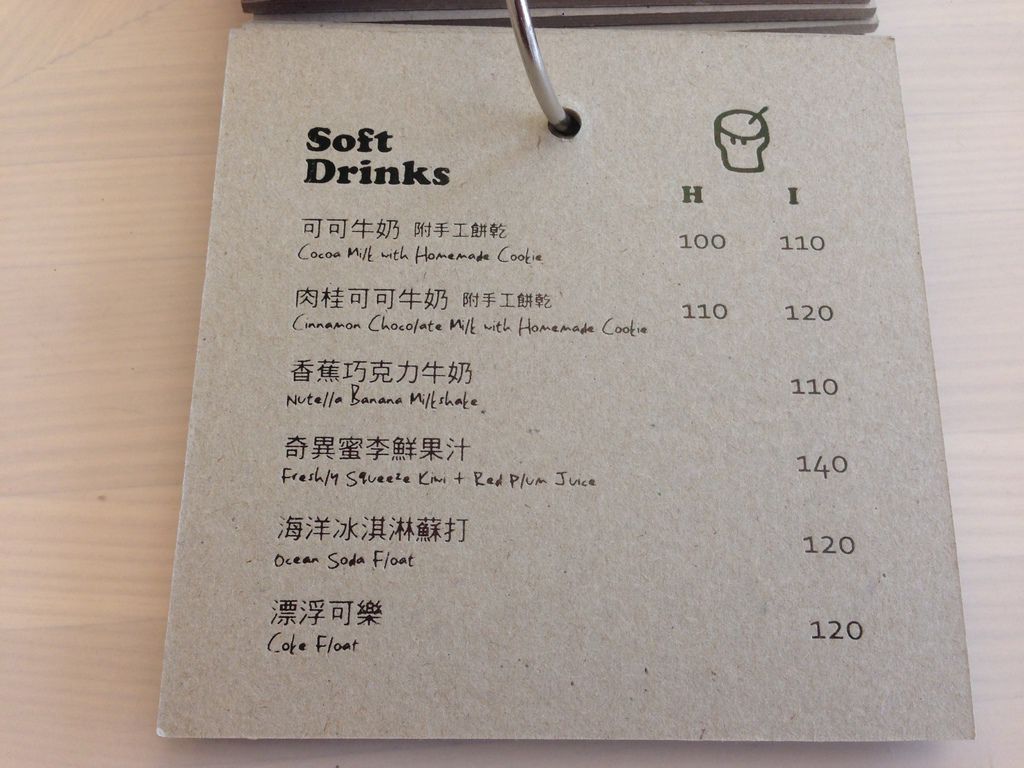 Soft
Drinks
H I
可可牛奶 附手工餅乾 100 110
Cocoa Milk with Homemade Cookie
肉桂可可牛奶 附手工餅乾 110 120
Cinnamon Chocolate Milk with Homemade Cookie
香蕉巧克力牛奶 110
Nutella Banana Milkshake
奇異蜜李鮮果汁 140
Freshly Squeeze Kiwi + Red Plum Juice
海洋冰淇淋蘇打 120
Ocean Soda Float
漂浮可樂 120
Coke Float